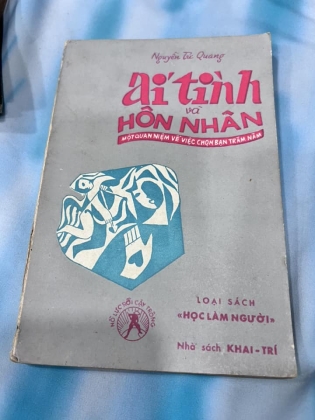 Nguyễn Tử Quang
ái tình
và
HÔN NHÂN
MỘT QUAN NIỆM VỀ VIỆC CHỌN BẠN TRĂM NĂM
LOẠI SÁCH
«HỌC LÀM NGƯỜI»
Nhà sách KHAI-TRÍ